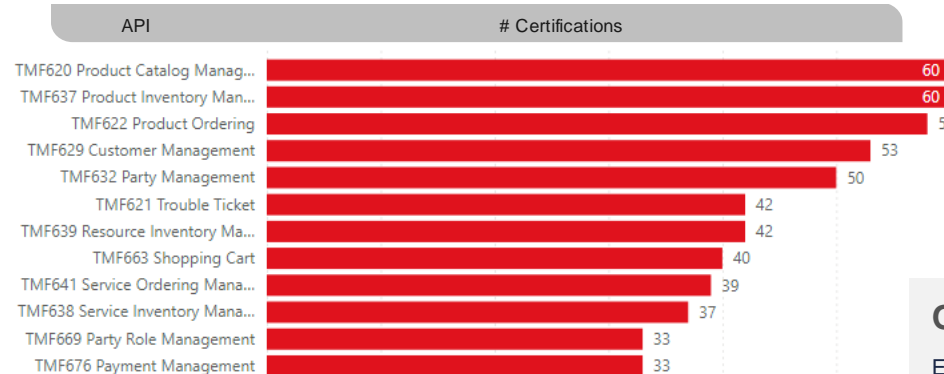 API # Certifications
TMF620 Product Catalog Manag... 60
TMF637 Product Inventory Man... 60
TMF622 Product Ordering
TMF629 Customer Management 53
TMF632 Party Management 50
TMF621 Trouble Ticket 42
TMF639 Resource Inventory Ma... 42
TMF663 Shopping Cart 40
TMF641 Service Ordering Mana... 39
TMF638 Service Inventory Mana... 37
TMF669 Party Role Management 33
TMF676 Payment Management 33